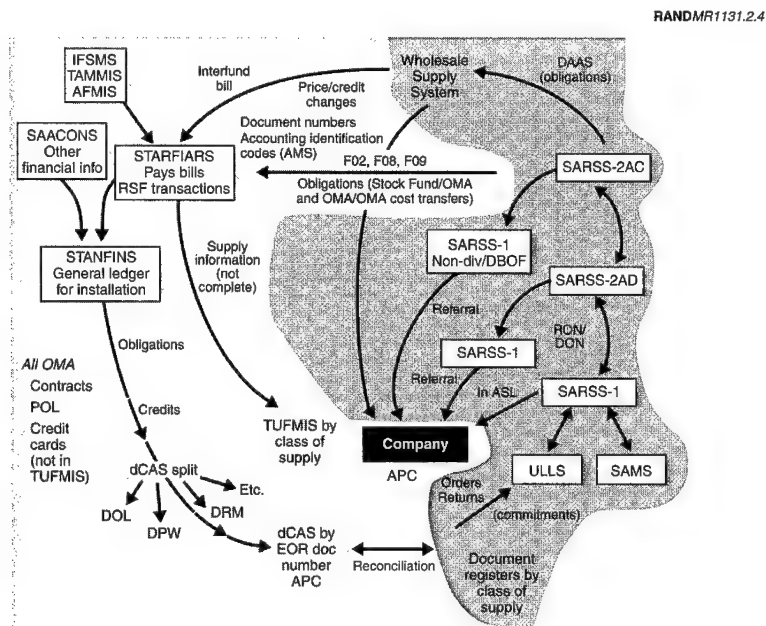 RANDMR1131.2.4
IFSMS
TAMMIS
AFMIS
SAACONS
Other
financial info
STARFIARS
Pays bills
RSF transactions
STANFINS
General ledger
for installation
Interfund
bill
Price/credit
changes
Document numbers
Accounting identification
codes (AMS)
F02, F08, F09
Obligations (Stock Fund/OMA
and OMA/OMA cost transfers)
Wholesale
Supply
System
DAAS
(obligations)
SARSS-2AC
SARSS-1
Non-div/DBOF
SARSS-2AD
Referral
SARSS-1
Referral
RON/
DON
In ASL
SARSS-1
Supply
information
(not
complete)
Obligations
All OMA
Contracts
POL
Credit
cards
(not in
TUFMIS)
Credits
TUFMIS by
class of
supply
Company
APC
ULLS
SAMS
Orders
Returns
(commitments)
dCAS split
Etc.
DOL
DPW
DRM
dCAS by
EOR doc
number
APC
Reconciliation
Document
registers by
class of
supply